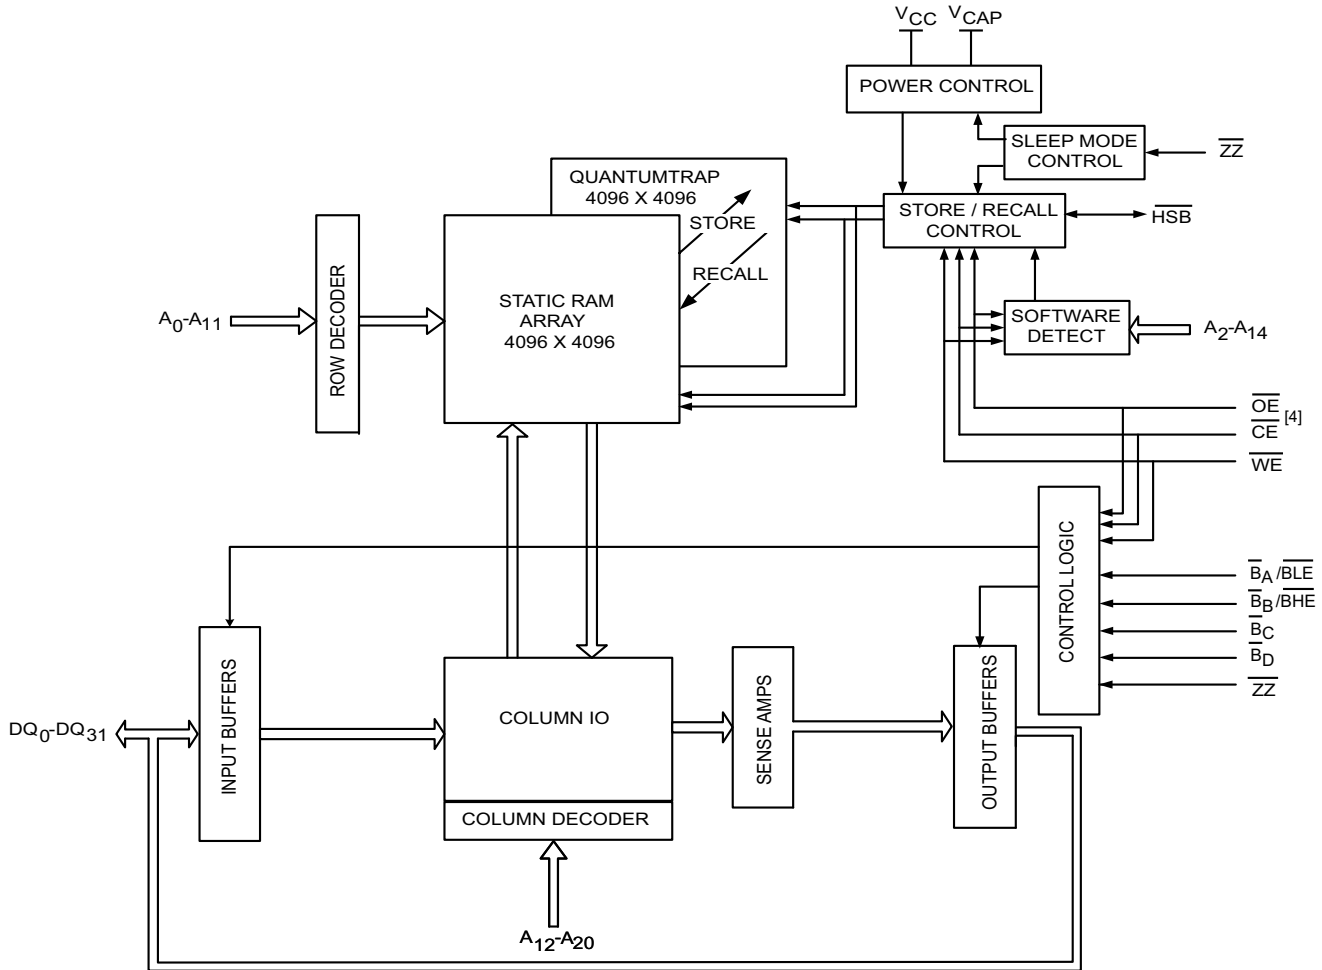 VCC
VCAP
POWER CONTROL
SLEEP MODE
CONTROL
ZZ
QUANTUMTRAP
4096 X 4096
STORE
RECALL
STORE / RECALL
CONTROL
HSB
STATIC RAM
ARRAY
4096 X 4096
ROW DECODER
A0-A11
SOFTWARE
DETECT
A2-A14
OE
CE [4]
WE
CONTROL LOGIC
BA/BLE
BB/BHE
BC
BD
ZZ
DQ0-DQ31
INPUT BUFFERS
COLUMN IO
COLUMN DECODER
SENSE AMPS
OUTPUT BUFFERS
A12-A20